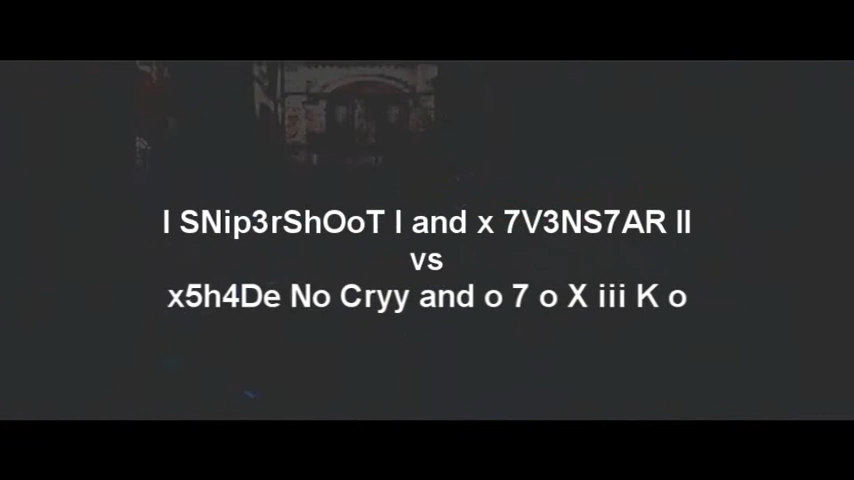 I SNip3rShOoT I and x 7V3NS7AR II
vs
x5h4De No Cryy and o 7 o X iii K o